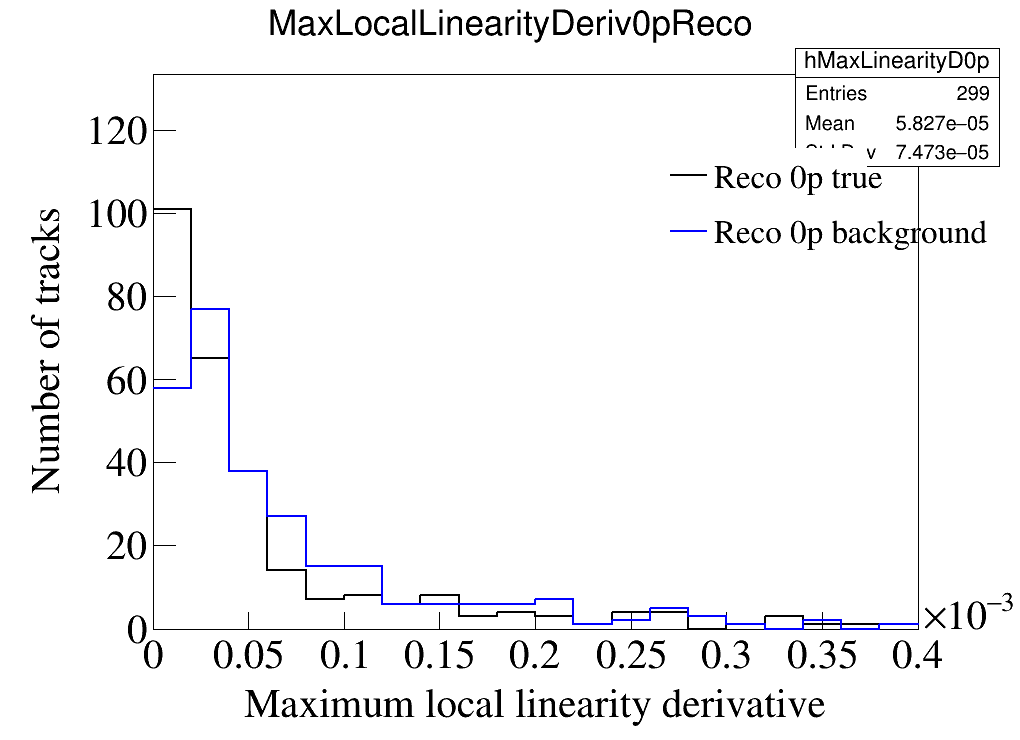 MaxLocalLinearityDeriv0pReco
hMaxLinearityD0p
Entries 299
Mean 5.827e−05
v 7.473e−05
Reco 0p true
Reco 0p background
Number of tracks
120
100
80
60
40
20
0
0 0.05 0.1 0.15 0.2 0.25 0.3 0.35 0.4
×10−3
Maximum local linearity derivative